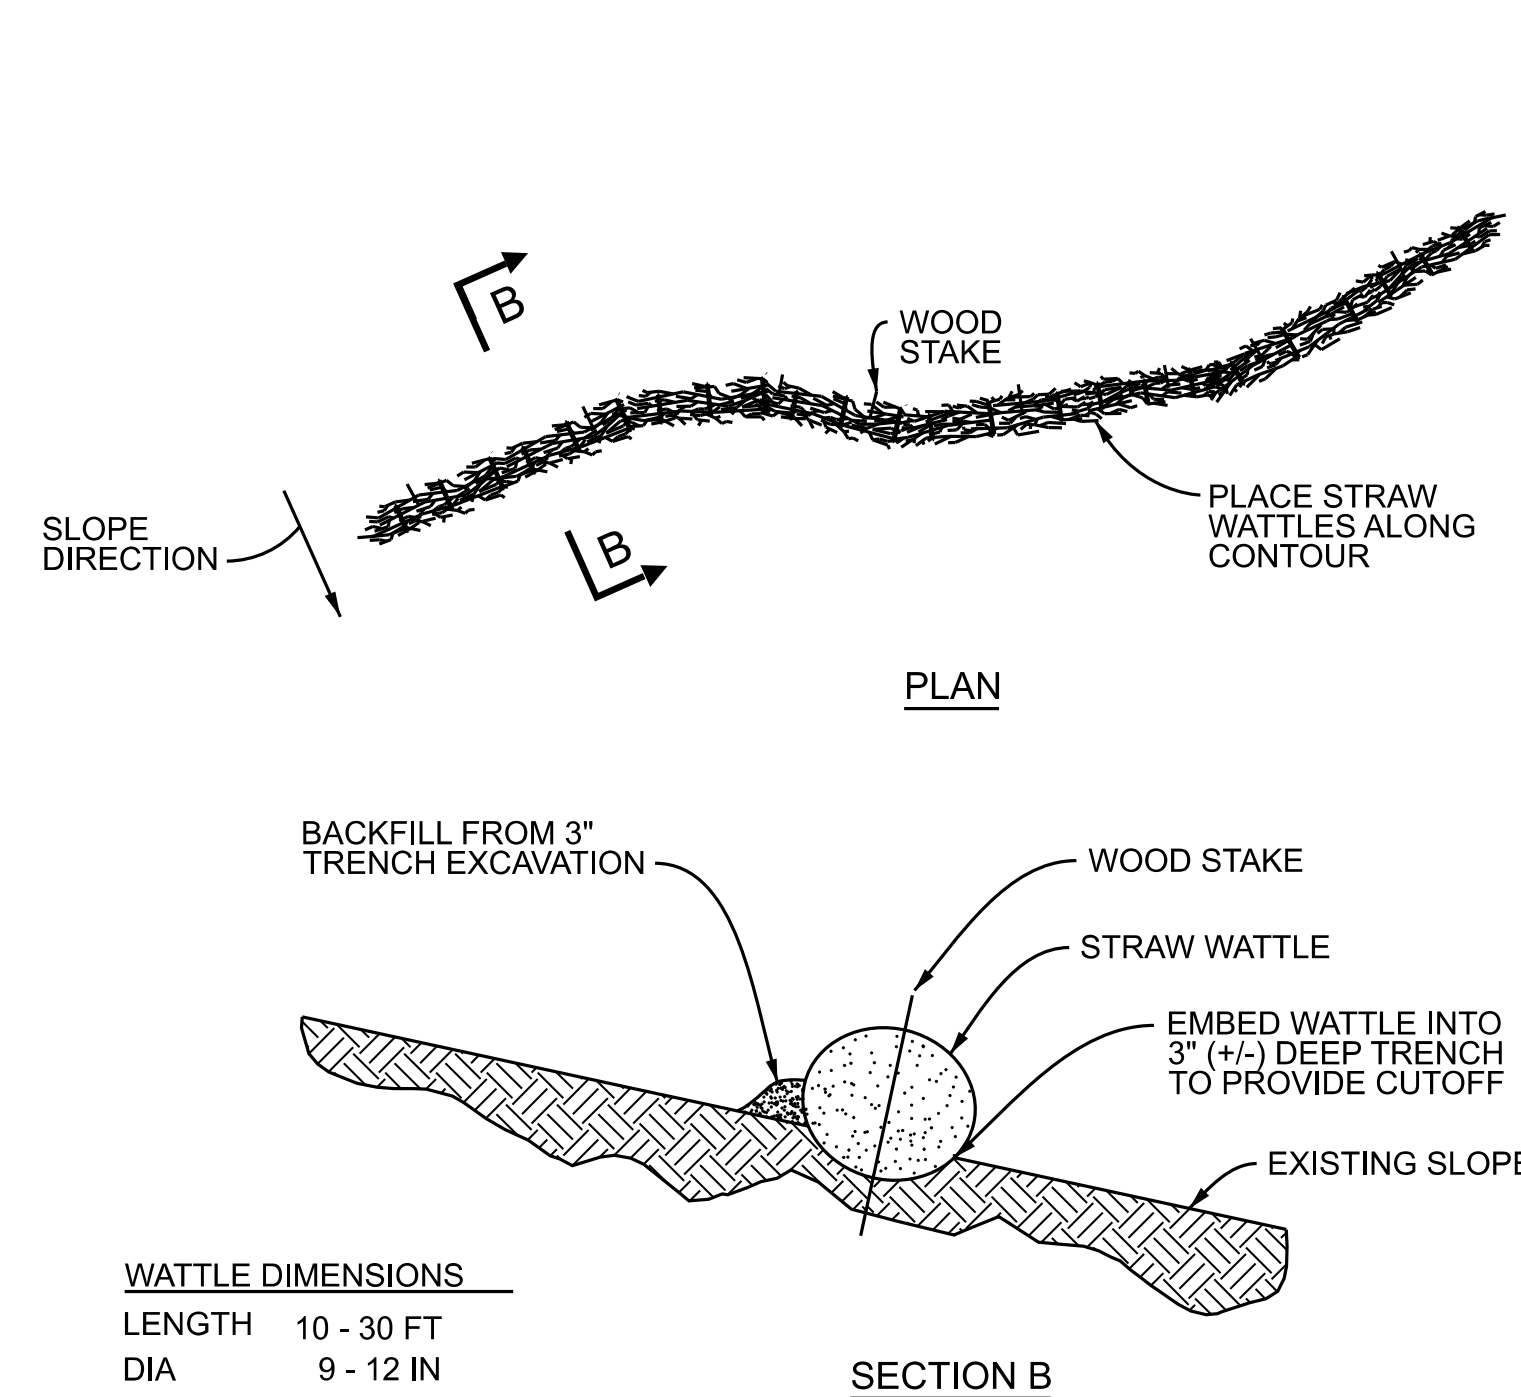 B
WOOD
STAKE
PLACE STRAW
WATTLES ALONG
CONTOUR
SLOPE
DIRECTION
B
PLAN
BACKFILL FROM 3"
TRENCH EXCAVATION
WOOD STAKE
STRAW WATTLE
EMBED WATTLE INTO
3" (+/-) DEEP TRENCH
TO PROVIDE CUTOFF
EXISTING SLOPE
WATTLE DIMENSIONS
LENGTH 10 - 30 FT
DIA 9 - 12 IN
SECTION B